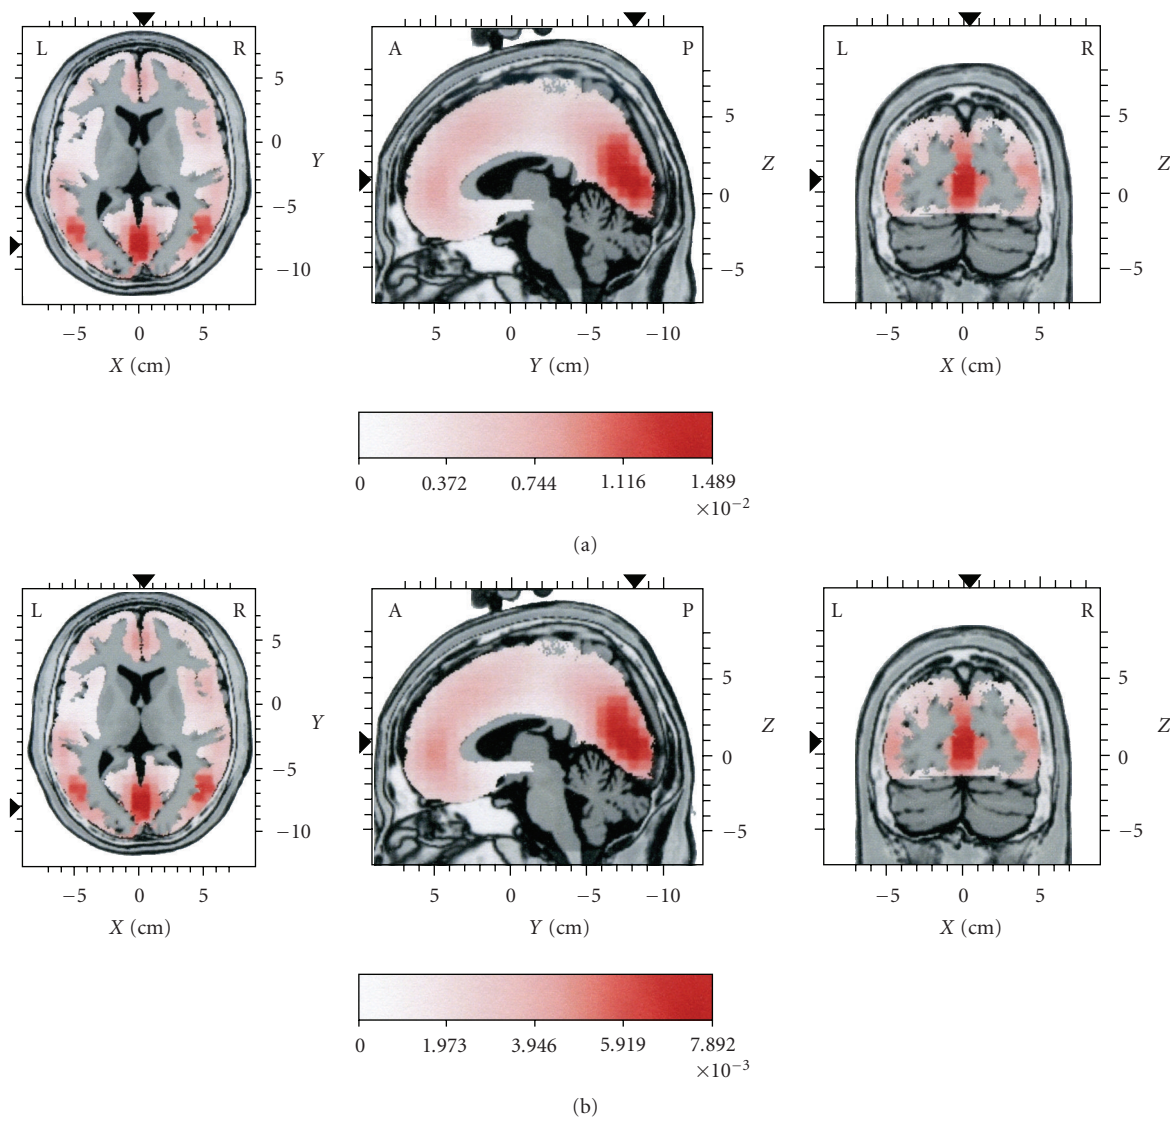 L R A P L R
5 0 −5 −10 Y
5 0 −5 Z
5 0 −5 Z
−5 0 5 5 0 −5 −10 −5 0 5
X (cm) Y (cm) X (cm)
0 0.372 0.744 1.116 1.489
×10−2
(a)
L R A P L R
5 0 −5 −10 Y
5 0 −5 Z
5 0 −5 Z
−5 0 5 5 0 −5 −10 −5 0 5
X (cm) Y (cm) X (cm)
0 1.973 3.946 5.919 7.892
×10−3
(b)